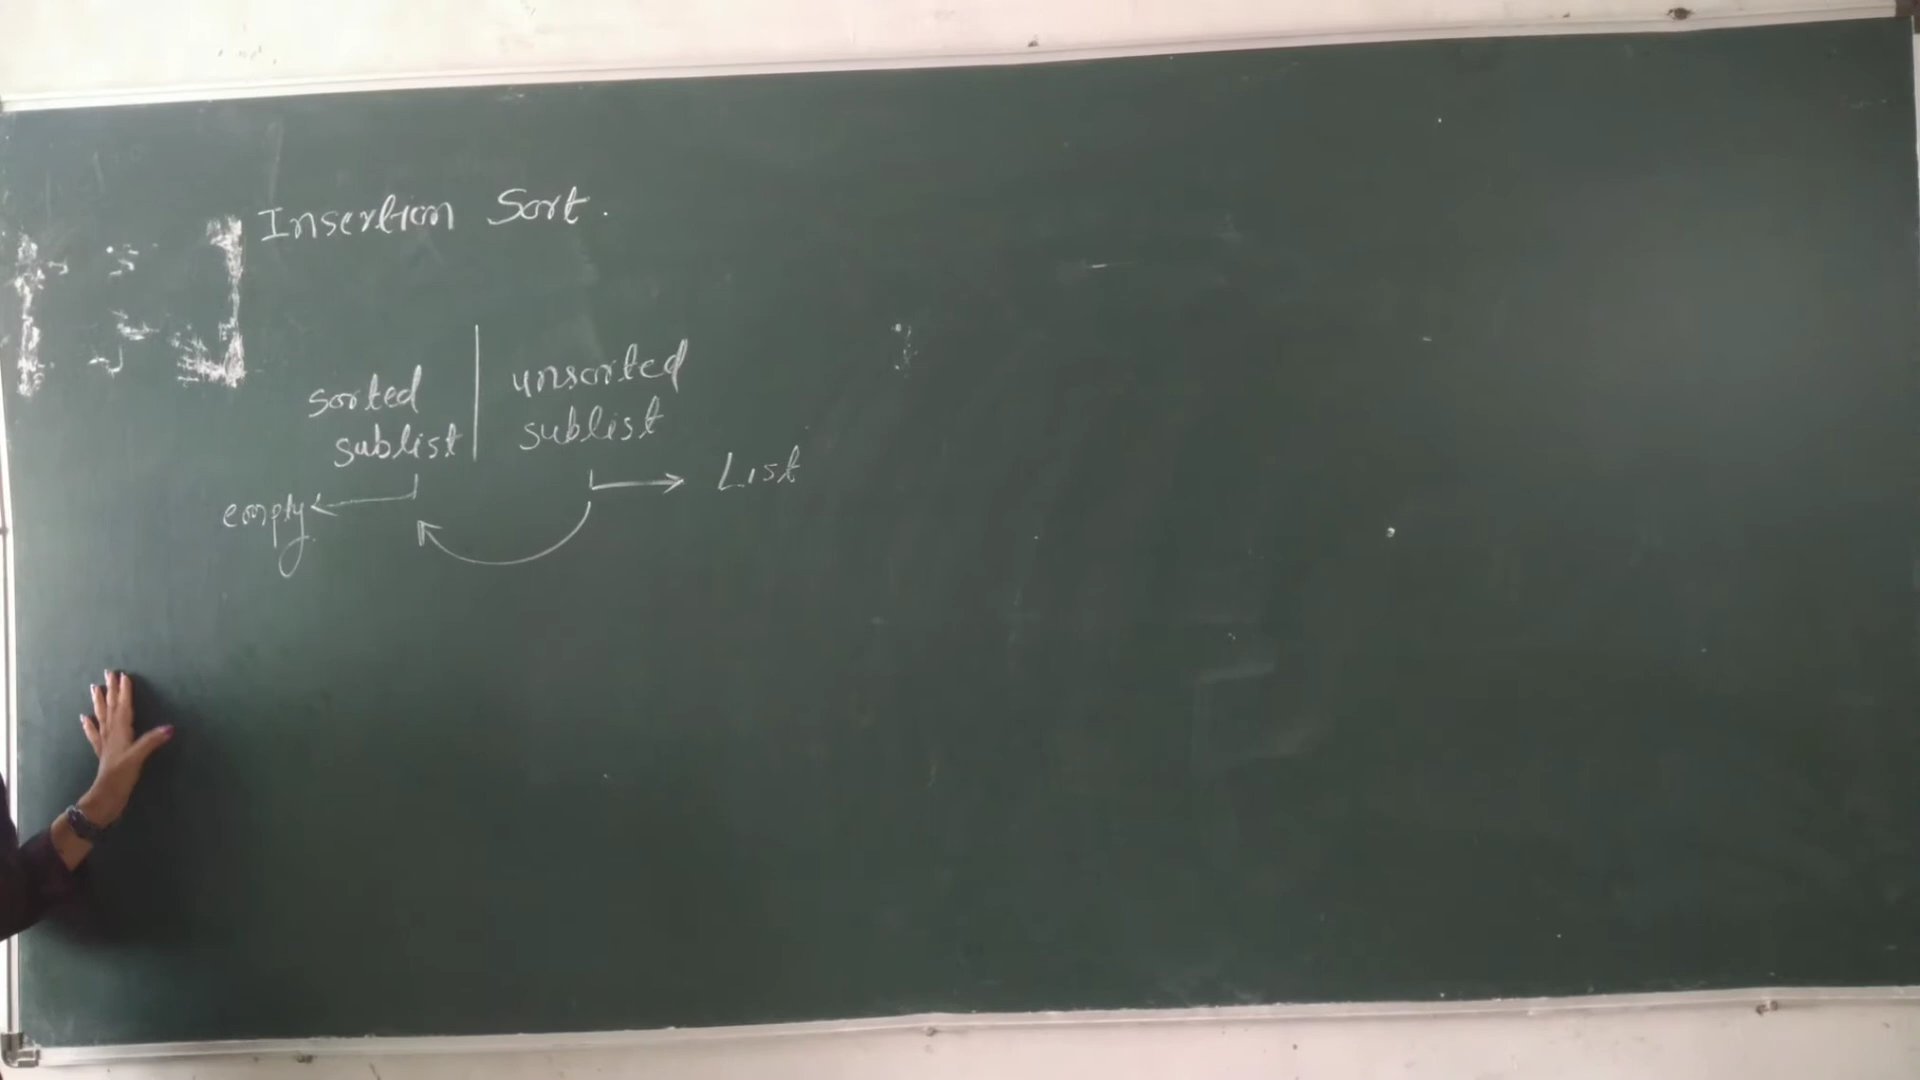 Insertion Sort.
sorted
sublist
unsorted
sublist
List
empty